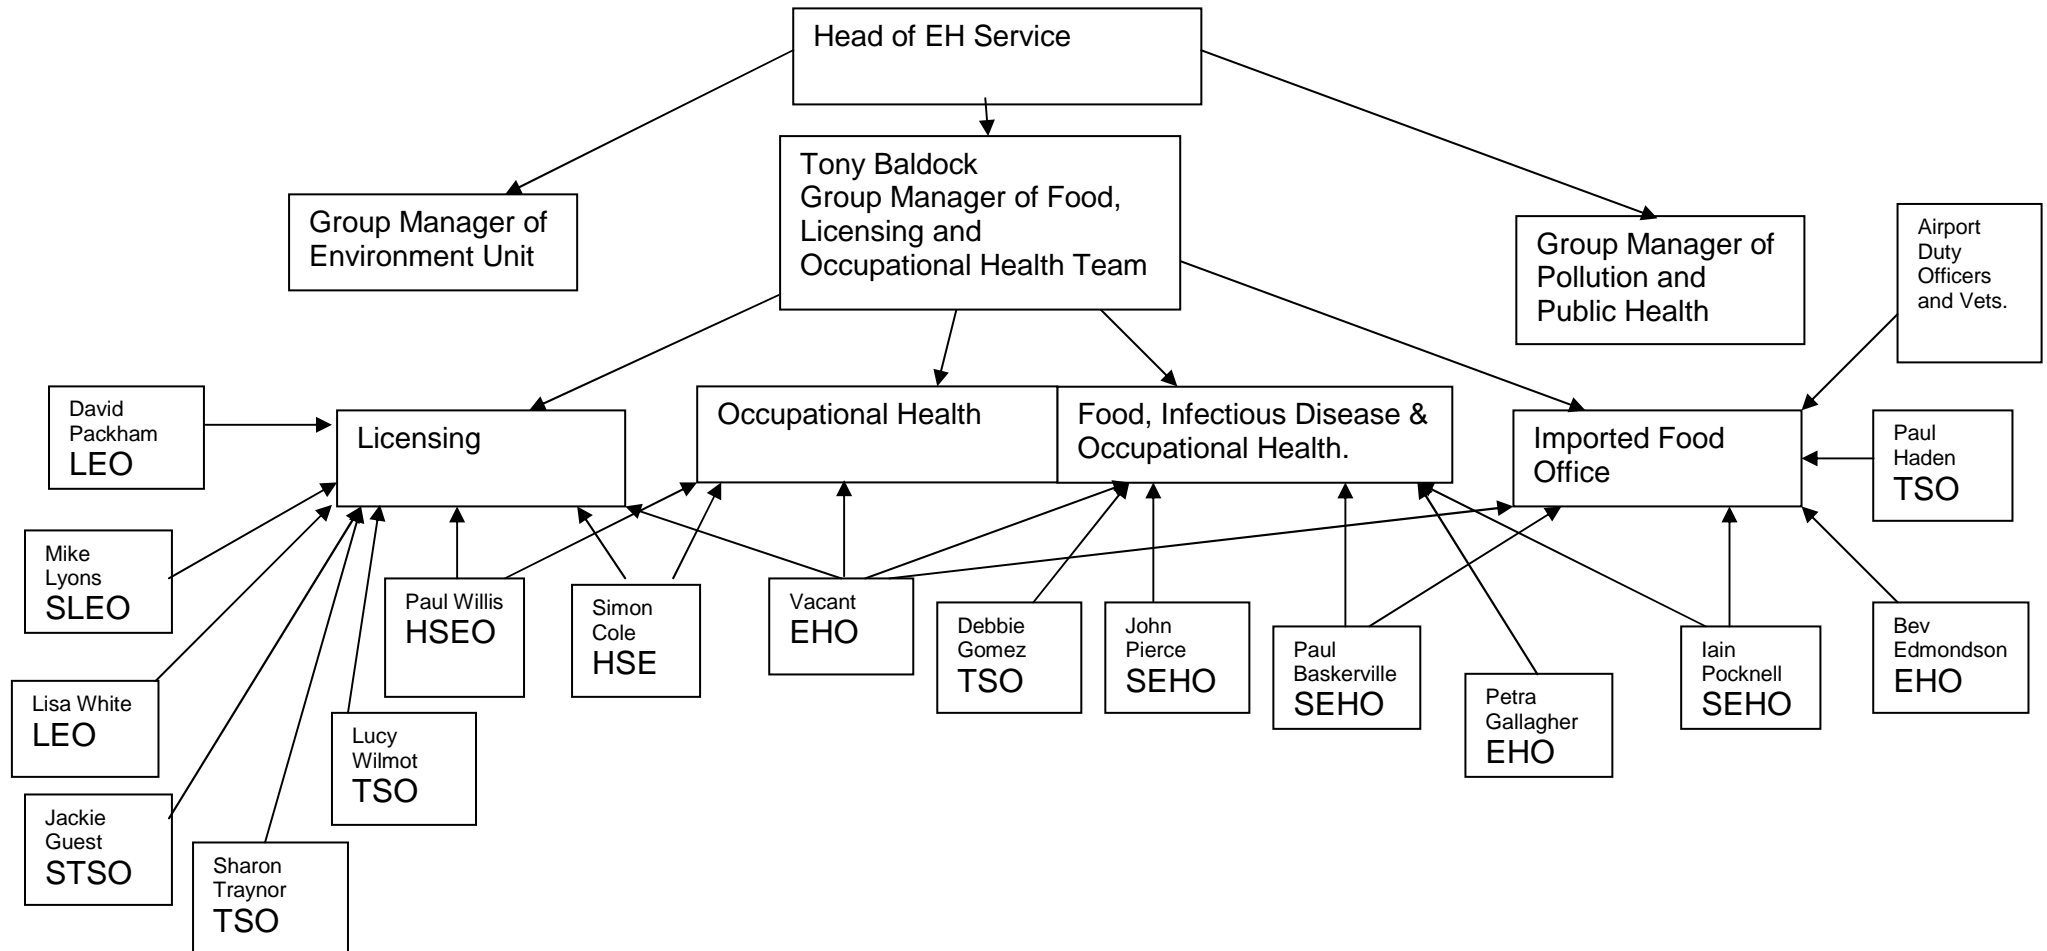 Head of EH Service
Tony Baldock
Group Manager of Food,
Licensing and
Occupational Health Team
Group Manager of
Environment Unit
Group Manager of
Pollution and
Public Health
Airport
Duty
Officers
and Vets.
David
Packham
LEO
Licensing
Occupational Health
Food, Infectious Disease &
Occupational Health.
Imported Food
Office
Paul
Haden
TSO
Mike
Lyons
SLEO
Paul Willis
HSEO
Simon
Cole
HSE
Vacant
EHO
Debbie
Gomez
TSO
John
Pierce
SEHO
Paul
Baskerville
SEHO
Petra
Gallagher
EHO
Iain
Pocknell
SEHO
Bev
Edmondson
EHO
Lisa White
LEO
Lucy
Wilmot
TSO
Jackie
Guest
STSO
Sharon
Traynor
TSO